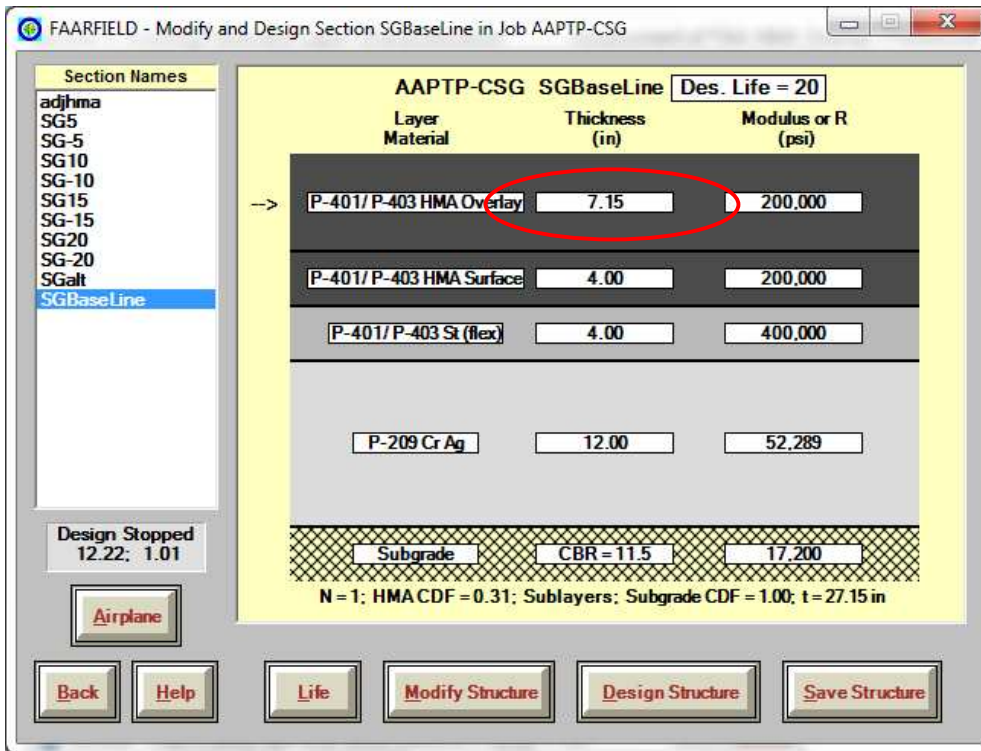 FAARFIELD - Modify and Design Section SGBaseLine in Job AAPTP-CSG
Section Names
adjhma
SG5
SG-5
SG10
SG-10
SG15
SG-15
SG20
SG-20
SGalt
SGBaseLine
Design Stopped
12.22; 1.01
AAPTP-CSG SGBaseLine Des. Life = 20
Layer Material Thickness (in) Modulus or R (psi)
--> P-401/ P-403 HMA Overlay 7.15 200,000
P-401/ P-403 HMA Surface 4.00 200,000
P-401/ P-403 St (flex) 4.00 400,000
P-209 Cr Ag 12.00 52,289
Subgrade CBR = 11.5 17,200
N = 1; HMA CDF = 0.31; Sublayers; Subgrade CDF = 1.00; t = 27.15 in
Airplane
Back Help Life Modify Structure Design Structure Save Structure